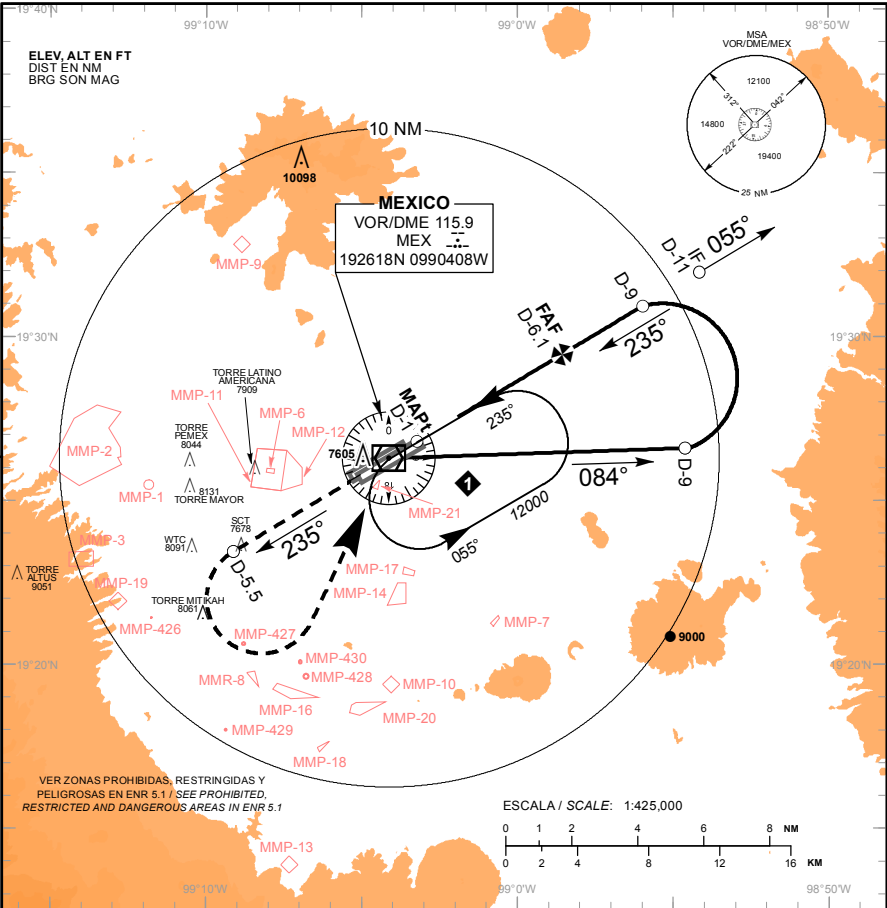 19°40'N
99°10'W
99°0'W
98°50'W
ELEV, ALT EN FT
DIST EN NM
BRG SON MAG
MSA
VOR/DME/MEX
12100
312°
042°
14800
222°
19400
25 NM
10 NM
10098
MEXICO
VOR/DME 115.9
MEX
192618N 0990408W
MMP-9
D-11
IF
055°
D-9
FAF
D-6.1
235°
19°30'N
19°30'N
TORRE LATINO
AMERICANA
7909
MMP-11
MMP-6
MMP-12
TORRE
PEMEX
8044
MMP-2
MAPt
D-1
235°
0
7605
18
084°
D-9
1
MMP-1
8131
TORRE MAYOR
MMP-21
12000
055°
SCT
7678
WTC
8091
235°
D-5.5
MMP-3
TORRE
ALTUS
9051
MMP-19
MMP-17
MMP-14
TORRE MITIKAH
8061
MMP-426
MMP-427
MMP-7
9000
MMP-430
MMP-428
19°20'N
19°20'N
MMR-8
MMP-10
MMP-16
MMP-20
MMP-429
MMP-18
VER ZONAS PROHIBIDAS, RESTRINGIDAS Y
PELIGROSAS EN ENR 5.1 / SEE PROHIBITED,
RESTRICTED AND DANGEROUS AREAS IN ENR 5.1
ESCALA / SCALE: 1:425,000
0 1 2 4 6 8 NM
0 2 4 8 12 16 KM
MMP-13
99°10'W
99°0'W
98°50'W